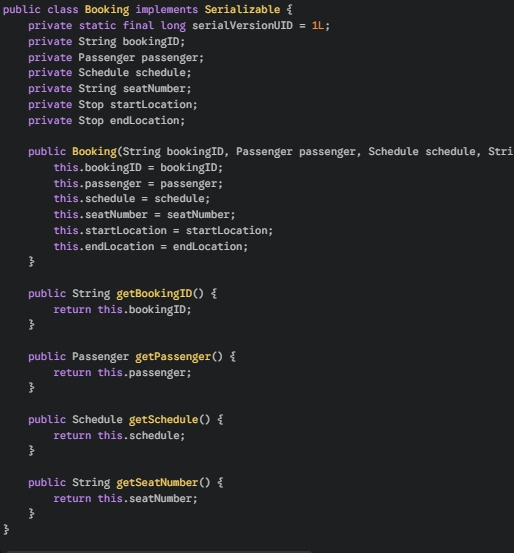 public class Booking implements Serializable {
    private static final long serialVersionUID = 1L;
    private String bookingID;
    private Passenger passenger;
    private Schedule schedule;
    private String seatNumber;
    private Stop startLocation;
    private Stop endLocation;

    public Booking(String bookingID, Passenger passenger, Schedule schedule, Stri
        this.bookingID = bookingID;
        this.passenger = passenger;
        this.schedule = schedule;
        this.seatNumber = seatNumber;
        this.startLocation = startLocation;
        this.endLocation = endLocation;
    }

    public String getBookingID() {
        return this.bookingID;
    }

    public Passenger getPassenger() {
        return this.passenger;
    }

    public Schedule getSchedule() {
        return this.schedule;
    }

    public String getSeatNumber() {
        return this.seatNumber;
    }
}